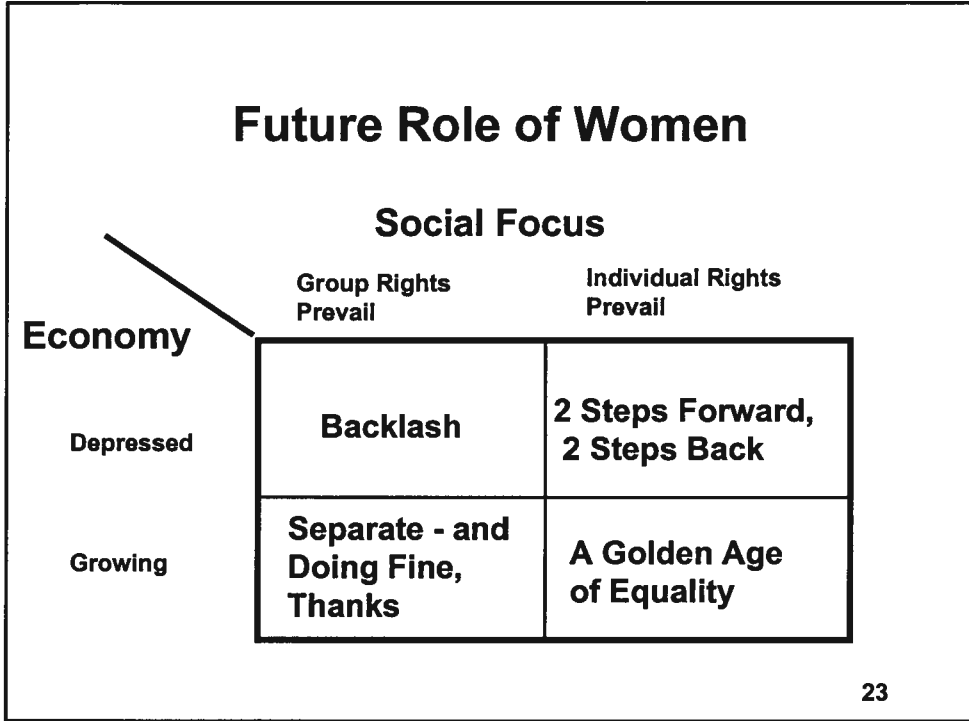 Future Role of Women
Social Focus
Group Rights
Prevail
Individual Rights
Prevail
Economy
Depressed
Backlash
2 Steps Forward,
2 Steps Back
Growing
Separate - and
Doing Fine,
Thanks
A Golden Age
of Equality
23